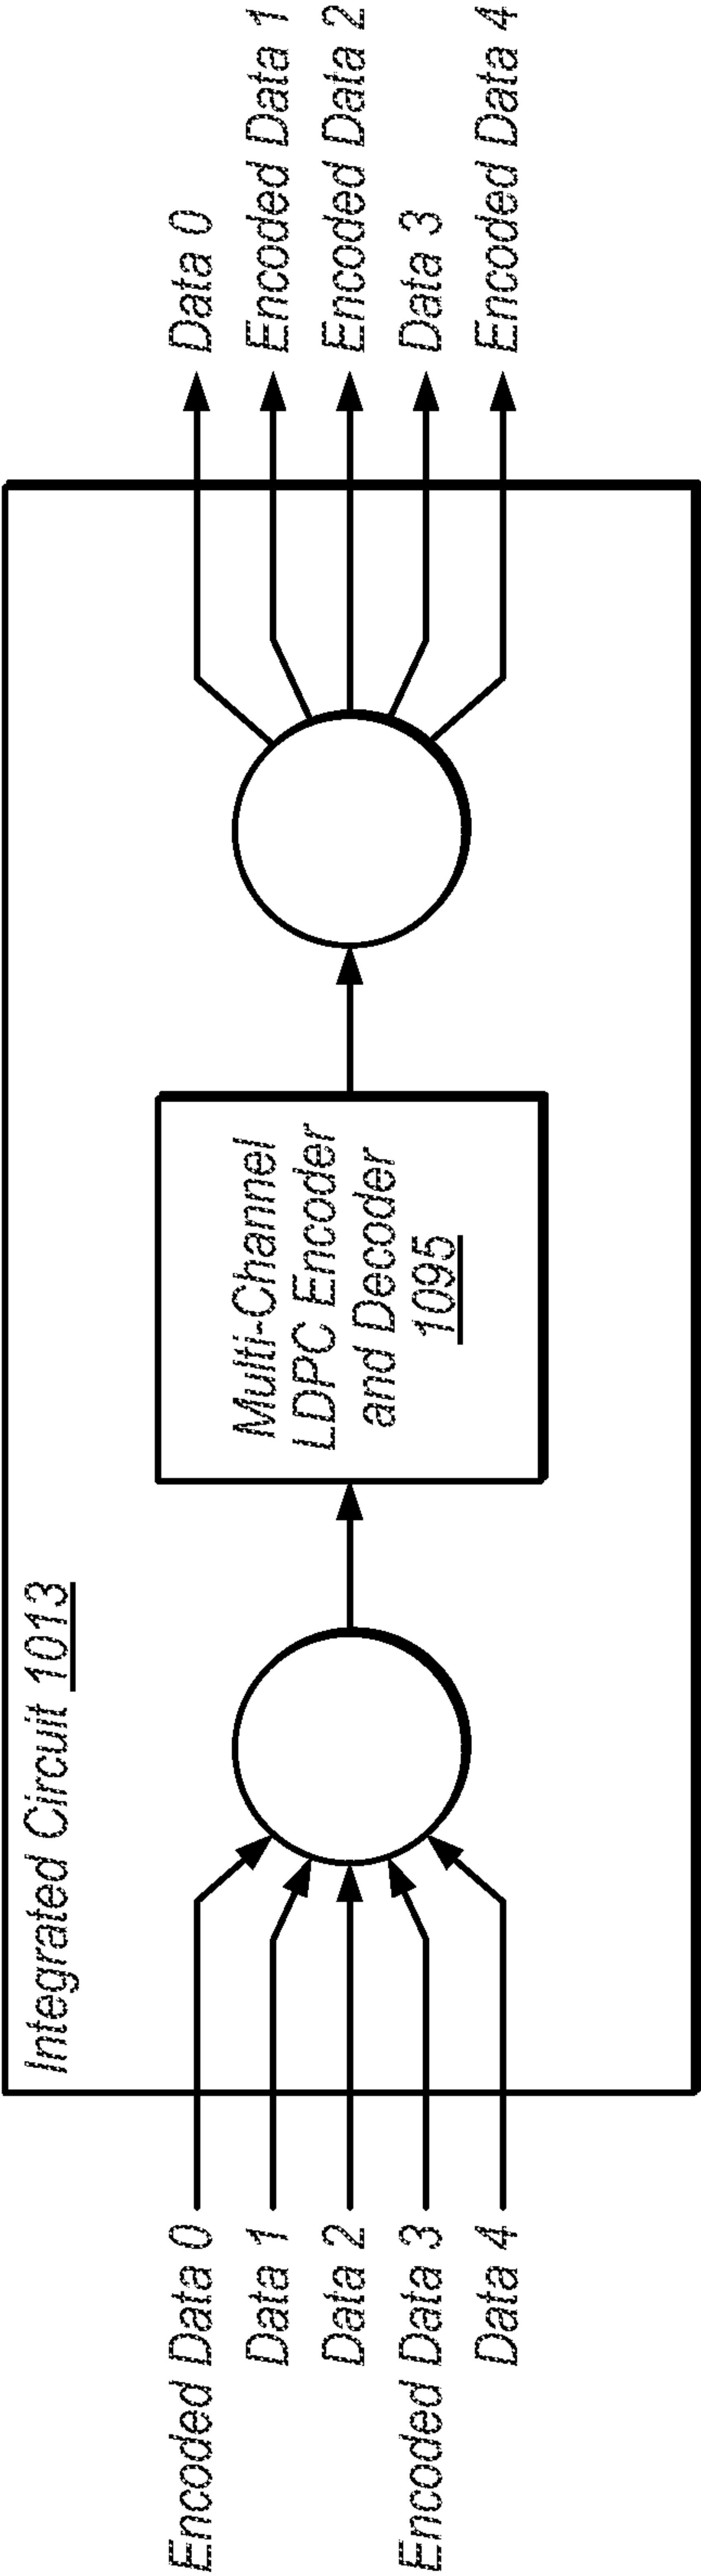 Integrated Circuit 1013
Encoded Data 0
Data 1
Data 2
Encoded Data 3
Data 4
Multi-Channel
LDPC Encoder
and Decoder
1095
Data 0
Encoded Data 1
Encoded Data 2
Data 3
Encoded Data 4